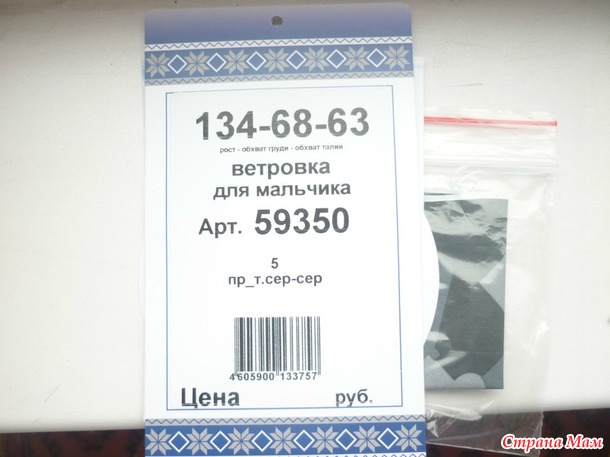 134-68-63
рост - обхват груди - обхват талии
ветровка
для мальчика
Арт. 59350
5
пр_т.сер-сер
4 605900 133757
Цена руб.
Страна Мам